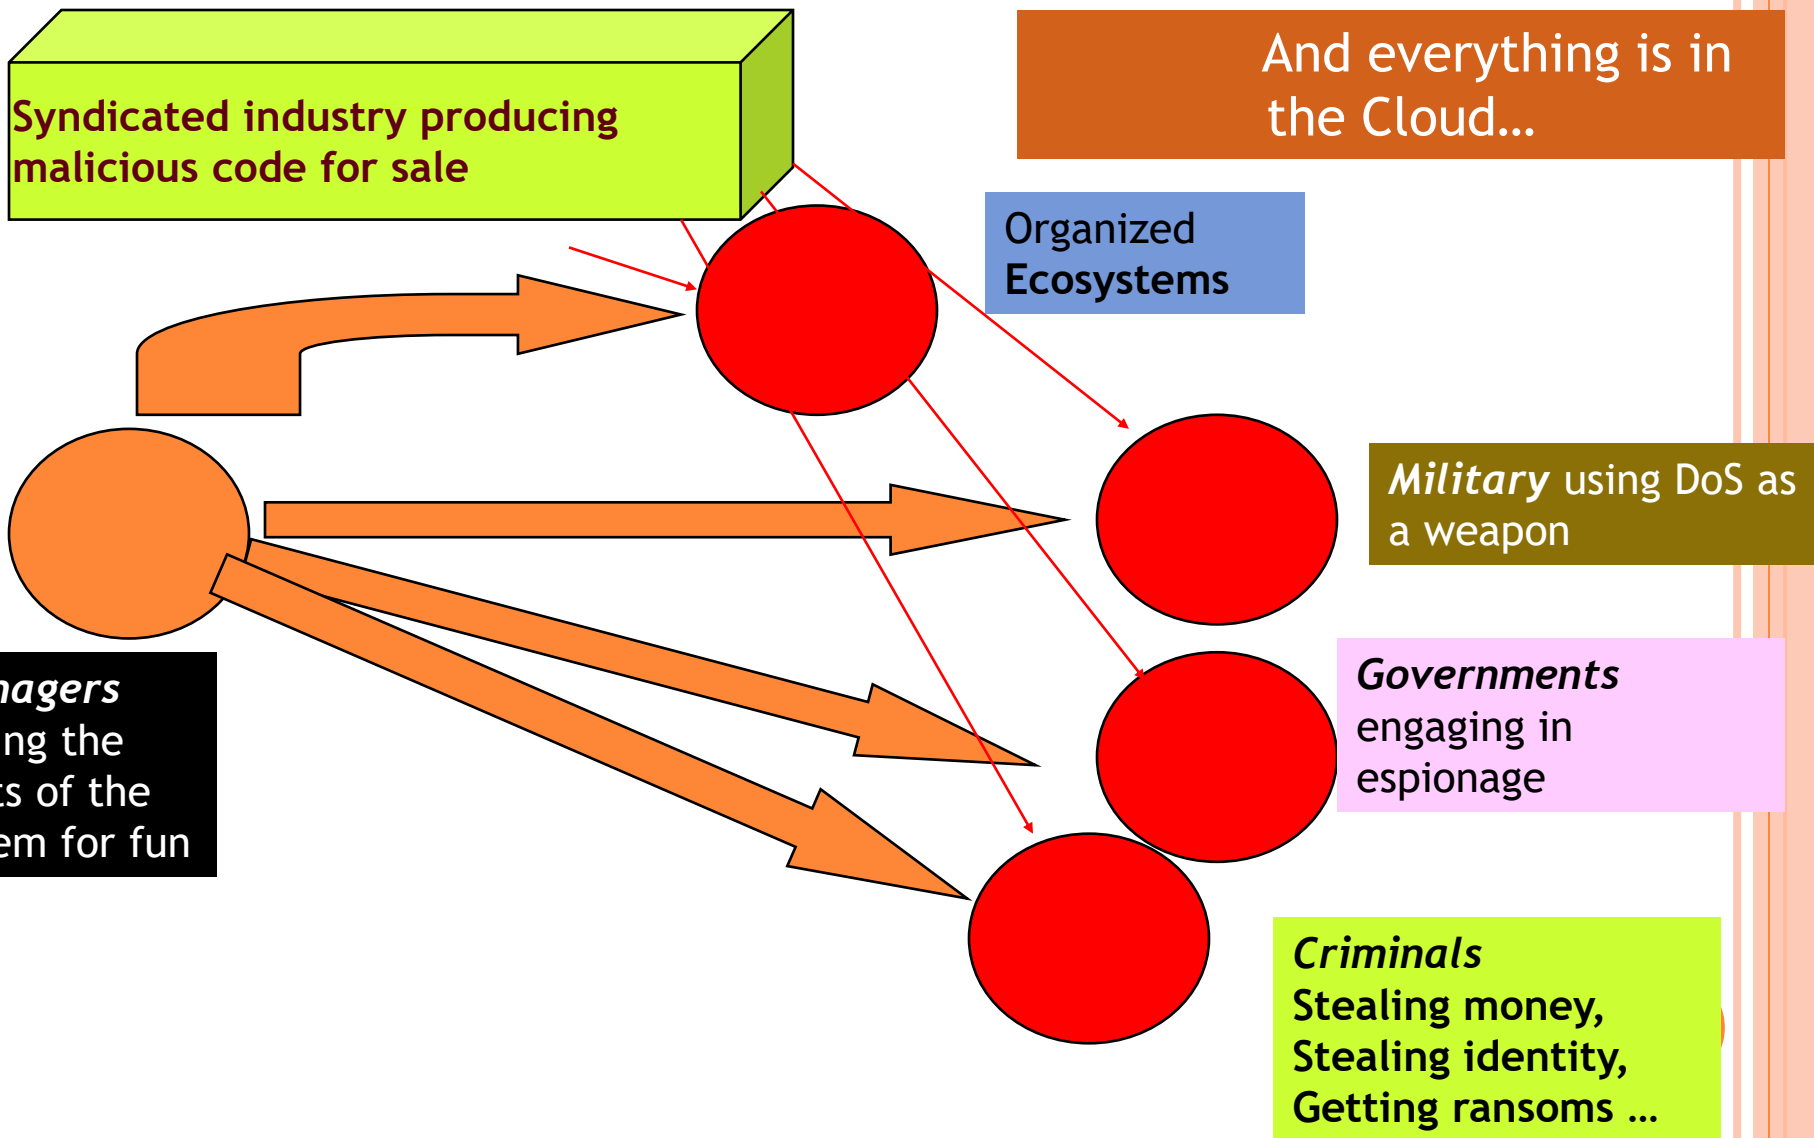 Syndicated industry producing
malicious code for sale
And everything is in
the Cloud…
Organized
Ecosystems
Military using DoS as
a weapon
Governments
engaging in
espionage
nagers
ing the
ts of the
em for fun
Criminals
Stealing money,
Stealing identity,
Getting ransoms …